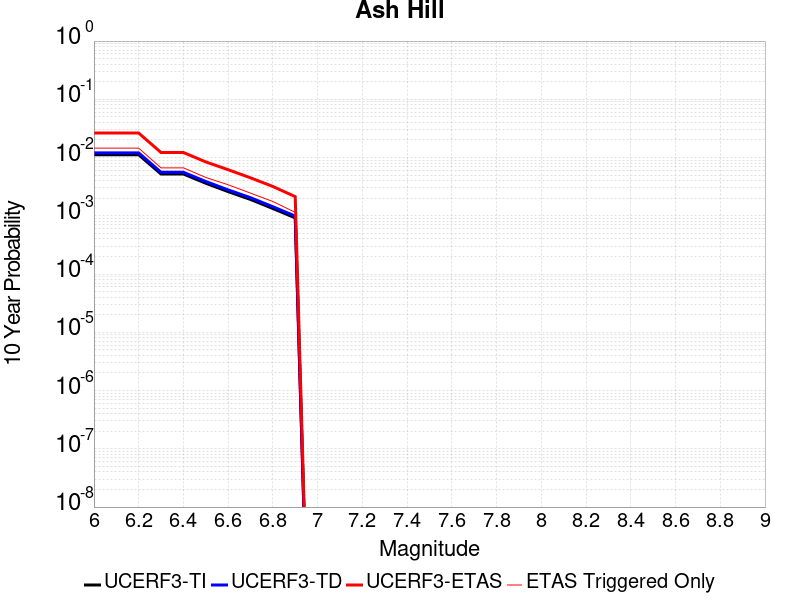 Ash Hill
10 Year Probability
10^0
10^-1
10^-2
10^-3
10^-4
10^-5
10^-6
10^-7
10^-8
6 6.2 6.4 6.6 6.8 7 7.2 7.4 7.6 7.8 8 8.2 8.4 8.6 8.8 9
Magnitude
UCERF3-TI UCERF3-TD UCERF3-ETAS ETAS Triggered Only